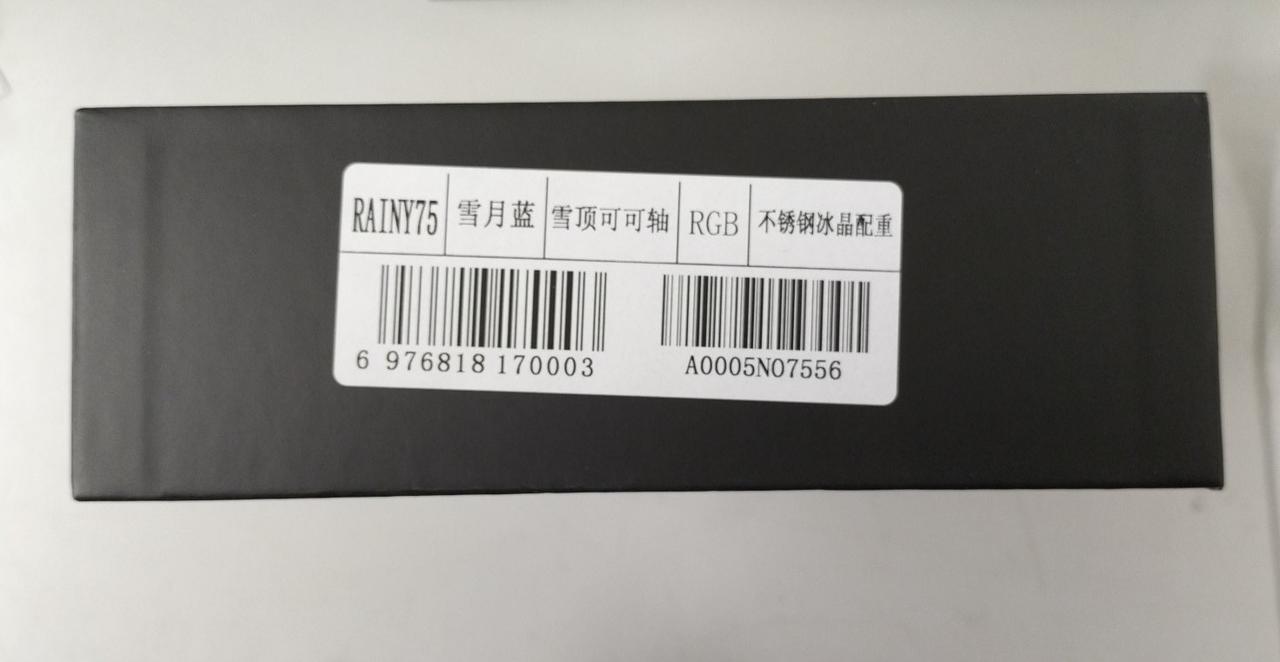 RAINY75 雪月蓝 雪顶可可轴 RGB 不锈钢冰晶配重
6 976818 170003 A0005N07556